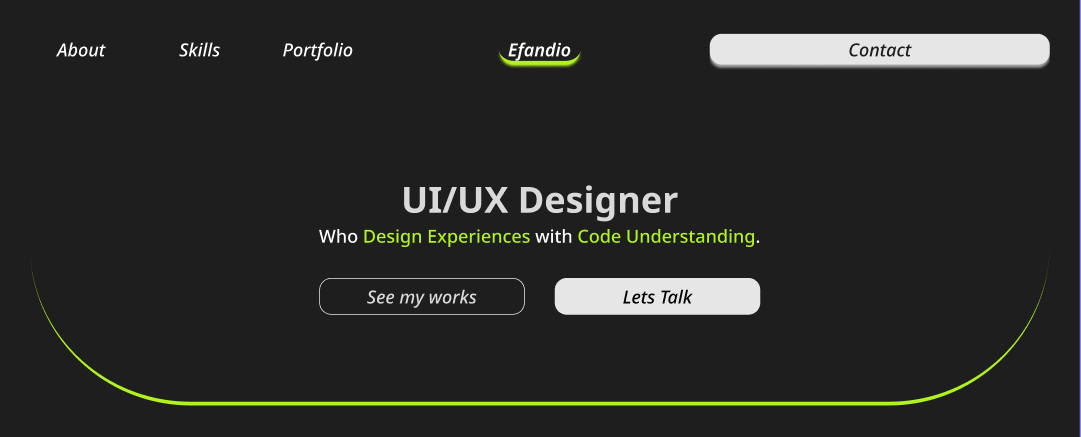 About Skills Portfolio Efandio Contact
UI/UX Designer
Who Design Experiences with Code Understanding.
See my works Lets Talk